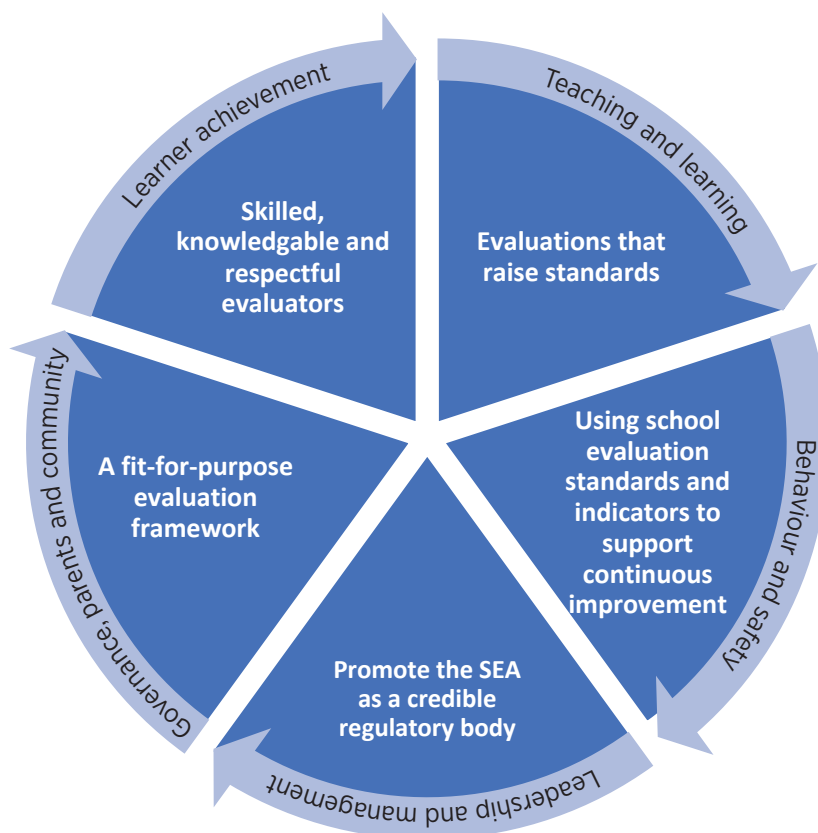 Learner achievement
Teaching and learning
Skilled,
knowledgable and
respectful
evaluators
Evaluations that
raise standards
Using school
evaluation
standards and
indicators to
support
continuous
improvement
Behaviour and safety
Promote the SEA
as a credible
regulatory body
Leadership and management
A fit-for-purpose
evaluation
framework
Governance, parents and community